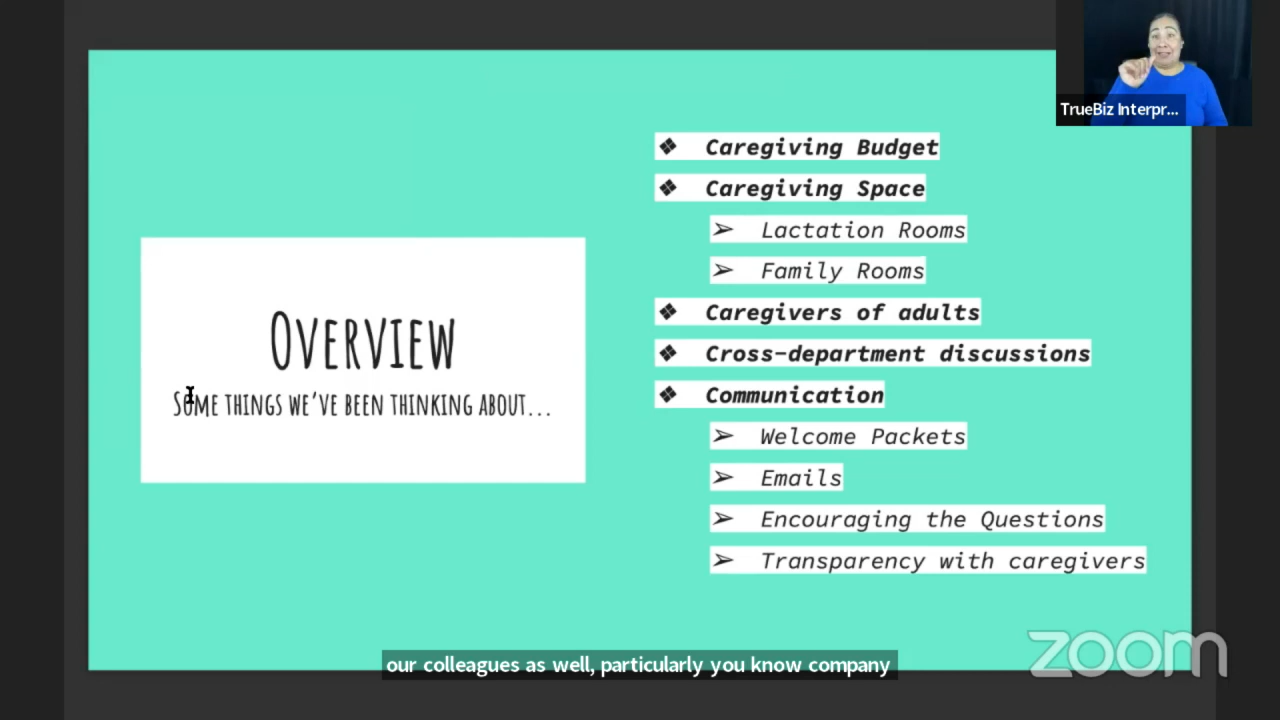 TrueBiz Interpr...
❖ Caregiving Budget
❖ Caregiving Space
➢ Lactation Rooms
➢ Family Rooms
❖ Caregivers of adults
❖ Cross-department discussions
❖ Communication
➢ Welcome Packets
➢ Emails
➢ Encouraging the Questions
➢ Transparency with caregivers
Overview
Some things we've been thinking about...
our colleagues as well, particularly you know company
zoom